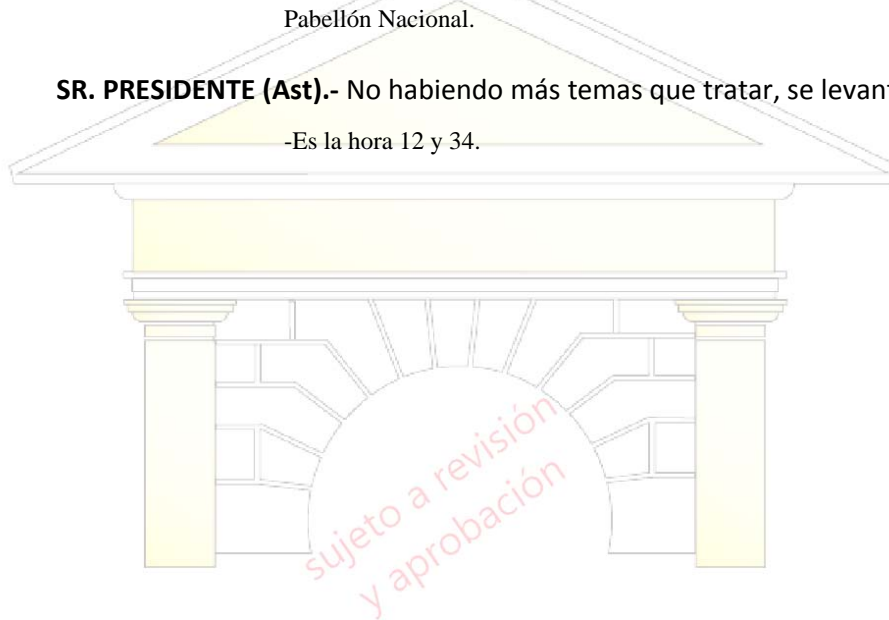 Pabellón Nacional.
SR. PRESIDENTE (Ast).- No habiendo más temas que tratar, se
-Es la hora 12 y 34.
sujeto a revisión
y aprobación